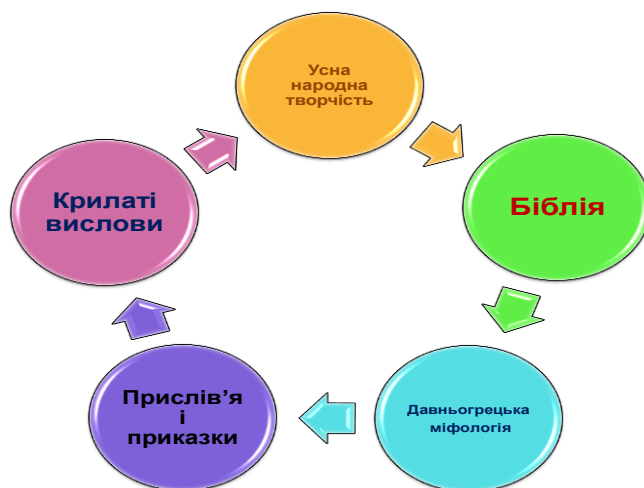 Усна
народна
творчість
Біблія
Давньогрецька
міфологія
Прислів’я
і
приказки
Крилаті
вислови